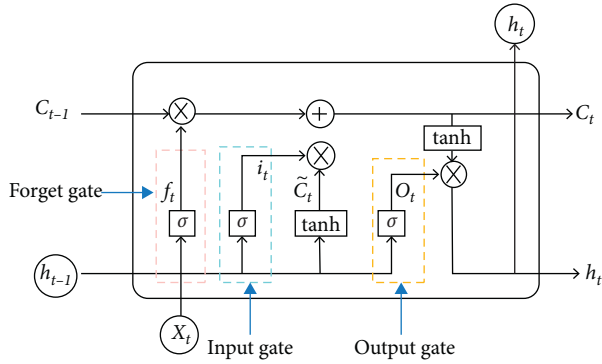 h_t
C_{t-1}
×
+
C_t
tanh
×
×
i_t
Forget gate
f_t
C̃_t
O_t
σ
σ
tanh
σ
h_{t-1}
h_t
X_t
Input gate
Output gate